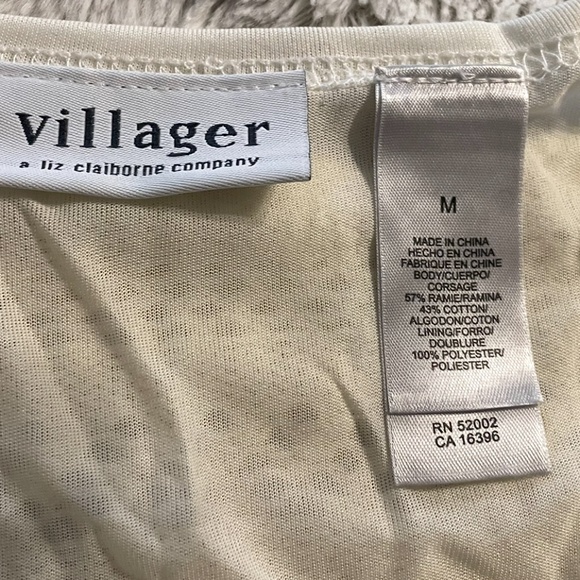 villager
a liz claiborne company
M
MADE IN CHINA
HECHO EN CHINA
FABRIQUE EN CHINE
BODY/CUERPO/
CORSAGE
57% RAMIE/RAMINA
43% COTTON/
ALGODON/COTON
LINING/FORRO/
DOUBLURE
100% POLYESTER/
POLIESTER
RN 52002
CA 16396